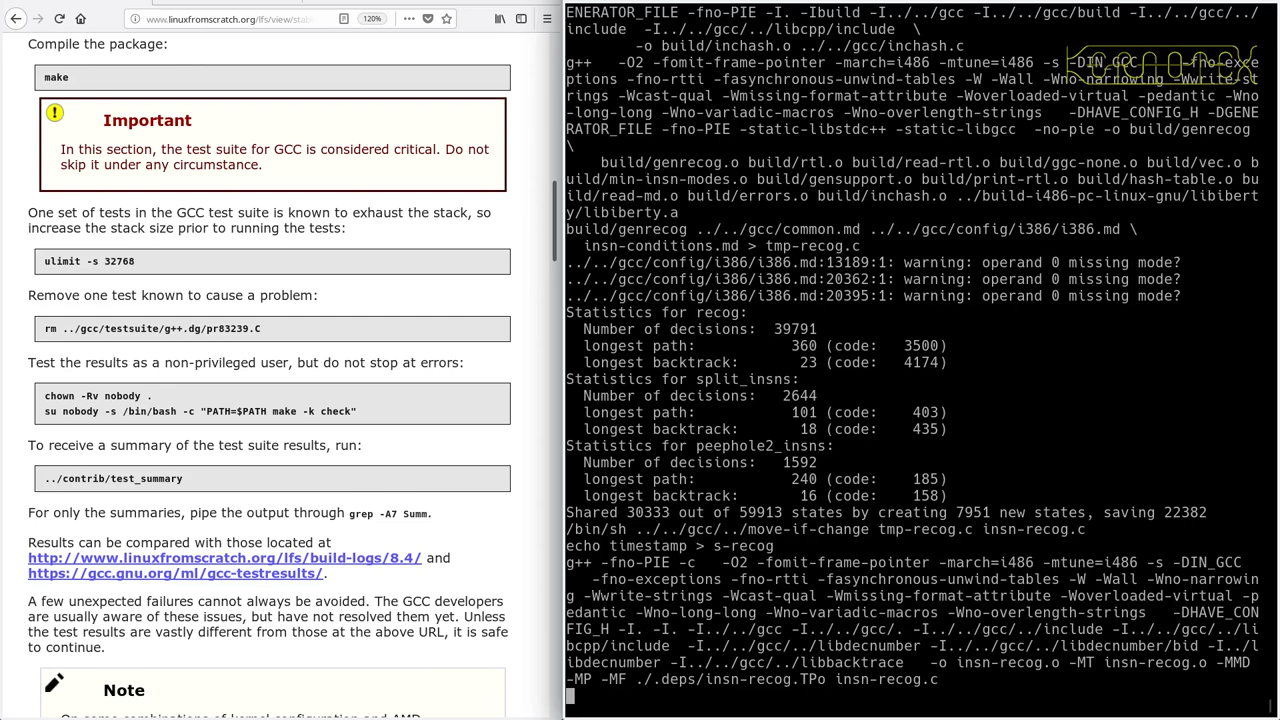 www.linuxfromscratch.org/lfs/view/stab
120%
Compile the package:
make
Important
In this section, the test suite for GCC is considered critical. Do not
skip it under any circumstance.
One set of tests in the GCC test suite is known to exhaust the stack, so
increase the stack size prior to running the tests:
ulimit -s 32768
Remove one test known to cause a problem:
rm ../gcc/testsuite/g++.dg/pr83239.C
Test the results as a non-privileged user, but do not stop at errors:
chown -Rv nobody .
su nobody -s /bin/bash -c "PATH=$PATH make -k check"
To receive a summary of the test suite results, run:
../contrib/test_summary
For only the summaries, pipe the output through grep -A7 Summ.
Results can be compared with those located at
http://www.linuxfromscratch.org/lfs/build-logs/8.4/ and
https://gcc.gnu.org/ml/gcc-testresults/.
A few unexpected failures cannot always be avoided. The GCC developers
are usually aware of these issues, but have not resolved them yet. Unless
the test results are vastly different from those at the above URL, it is safe
to continue.
Note
ENERATOR_FILE -fno-PIE -I. -Ibuild -I../../gcc -I../../gcc/build -I../../gcc/../
include  -I../../gcc/../libcpp/include  \
-o build/inchash.o ../../gcc/inchash.c
g++   -O2 -fomit-frame-pointer -march=i486 -mtune=i486 -s -DIN_GCC     -fno-exce
ptions -fno-rtti -fasynchronous-unwind-tables -W -Wall -Wno-narrowing -Wwrite-st
rings -Wcast-qual -Wmissing-format-attribute -Woverloaded-virtual -pedantic -Wno
-long-long -Wno-variadic-macros -Wno-overlength-strings   -DHAVE_CONFIG_H -DGENE
RATOR_FILE -fno-PIE -static-libstdc++ -static-libgcc  -no-pie -o build/genrecog
\
build/genrecog.o build/rtl.o build/read-rtl.o build/ggc-none.o build/vec.o b
uild/min-insn-modes.o build/gensupport.o build/print-rtl.o build/hash-table.o bu
ild/read-md.o build/errors.o build/inchash.o ../build-i486-pc-linux-gnu/libibert
y/libiberty.a
build/genrecog ../../gcc/common.md ../../gcc/config/i386/i386.md \
insn-conditions.md > tmp-recog.c
../../gcc/config/i386/i386.md:13189:1: warning: operand 0 missing mode?
../../gcc/config/i386/i386.md:20362:1: warning: operand 0 missing mode?
../../gcc/config/i386/i386.md:20395:1: warning: operand 0 missing mode?
Statistics for recog:
Number of decisions:  39791
longest path:           360 (code:   3500)
longest backtrack:       23 (code:   4174)
Statistics for split_insns:
Number of decisions:   2644
longest path:           101 (code:    403)
longest backtrack:       18 (code:    435)
Statistics for peephole2_insns:
Number of decisions:   1592
longest path:           240 (code:    185)
longest backtrack:       16 (code:    158)
Shared 30333 out of 59913 states by creating 7951 new states, saving 22382
/bin/sh ../../gcc/../move-if-change tmp-recog.c insn-recog.c
echo timestamp > s-recog
g++ -fno-PIE -c   -O2 -fomit-frame-pointer -march=i486 -mtune=i486 -s -DIN_GCC
-fno-exceptions -fno-rtti -fasynchronous-unwind-tables -W -Wall -Wno-narrowin
g -Wwrite-strings -Wcast-qual -Wmissing-format-attribute -Woverloaded-virtual -p
edantic -Wno-long-long -Wno-variadic-macros -Wno-overlength-strings   -DHAVE_CON
FIG_H -I. -I. -I../../gcc -I../../gcc/. -I../../gcc/../include -I../../gcc/../li
bcpp/include  -I../../gcc/../libdecnumber -I../../gcc/../libdecnumber/bid -I../l
ibdecnumber -I../../gcc/../libbacktrace   -o insn-recog.o -MT insn-recog.o -MMD
-MP -MF ./.deps/insn-recog.TPo insn-recog.c